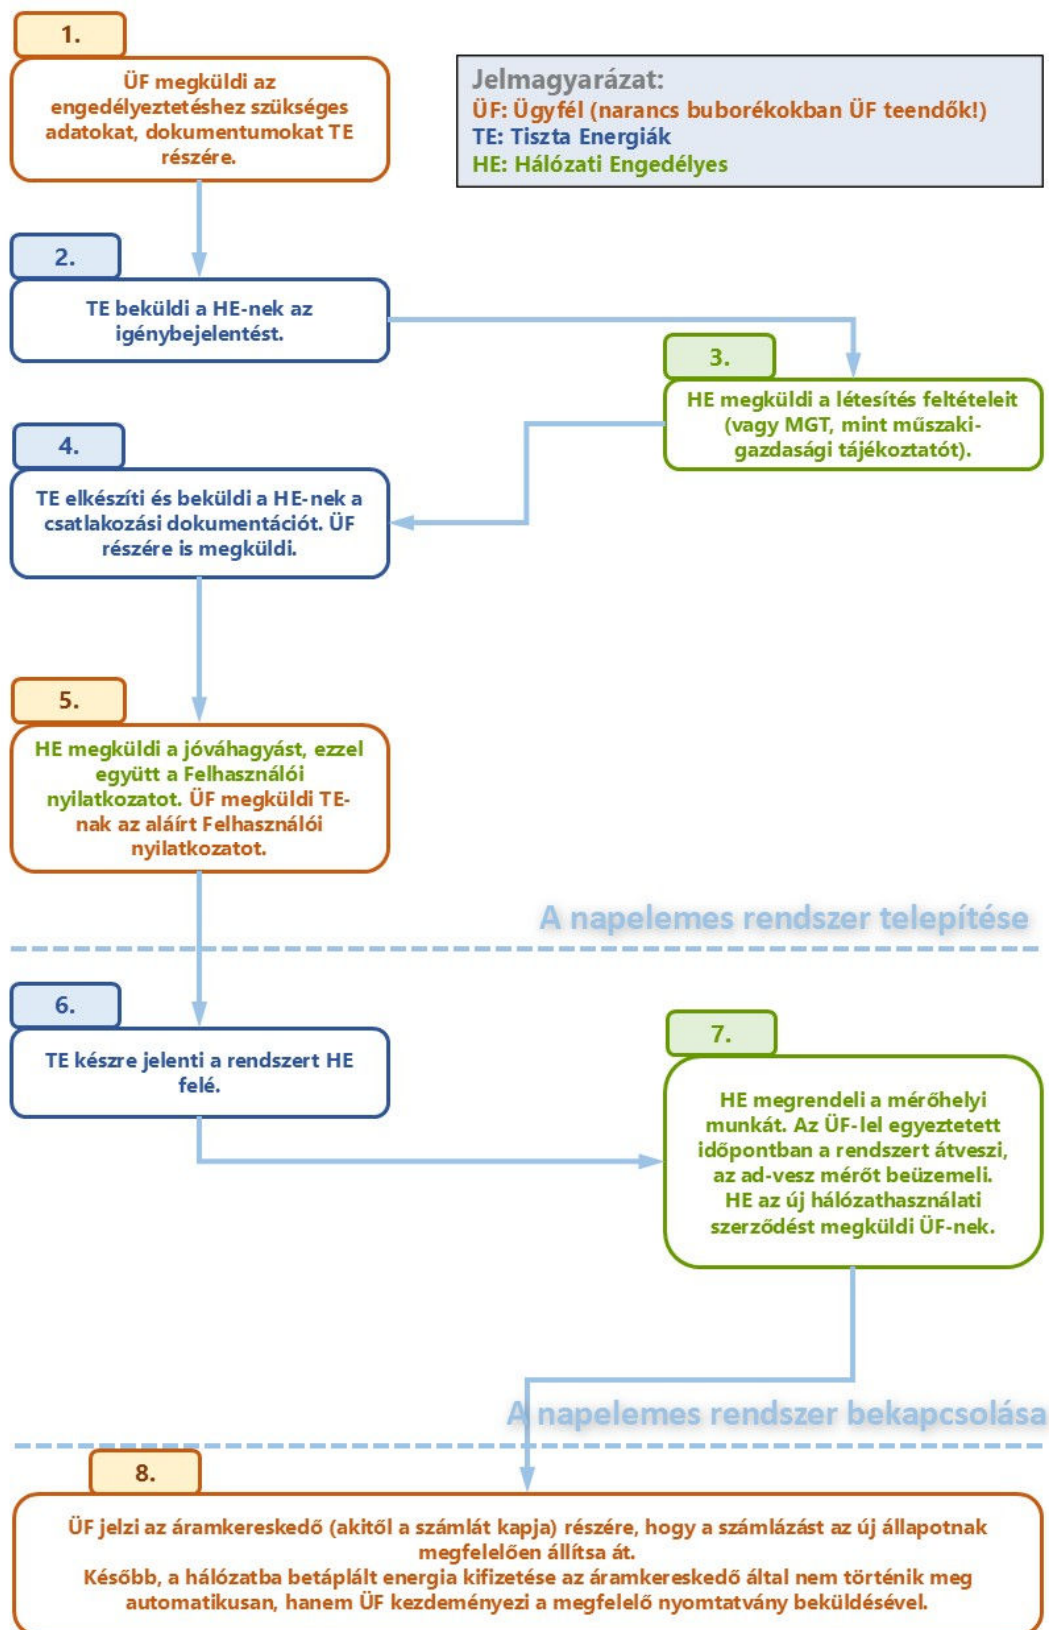 1.
ÜF megküldi az
engedélyeztetéshez szükséges
adatokat, dokumentumokat TE
részére.
Jelmagyarázat:
ÜF: Ügyfél (narancs buborékokban ÜF teendők!)
TE: Tiszta Energiák
HE: Hálózati Engedélyes
2.
TE beküldi a HE-nek az
igénybejelentést.
3.
HE megküldi a létesítés feltételeit
(vagy MGT, mint műszaki-
gazdasági tájékoztatót).
4.
TE elkészíti és beküldi a HE-nek a
csatlakozási dokumentációt. ÜF
részére is megküldi.
5.
HE megküldi a jóváhagyást, ezzel
együtt a Felhasználói
nyilatkozatot. ÜF megküldi TE-
nak az aláírt Felhasználói
nyilatkozatot.
A napelemes rendszer telepítése
6.
TE készre jelenti a rendszert HE
felé.
7.
HE megrendeli a mérőhelyi
munkát. Az ÜF-lel egyeztetett
időpontban a rendszert átveszi,
az ad-vesz mérőt beüzemeli.
HE az új hálózathasználati
szerződést megküldi ÜF-nek.
A napelemes rendszer bekapcsolása
8.
ÜF jelzi az áramkereskedő (akitől a számlát kapja) részére, hogy a számlázást az új állapotnak
megfelelően állítsa át.
Később, a hálózatba betáplált energia kifizetése az áramkereskedő által nem történik meg
automatikusan, hanem ÜF kezdeményezi a megfelelő nyomtatvány beküldésével.